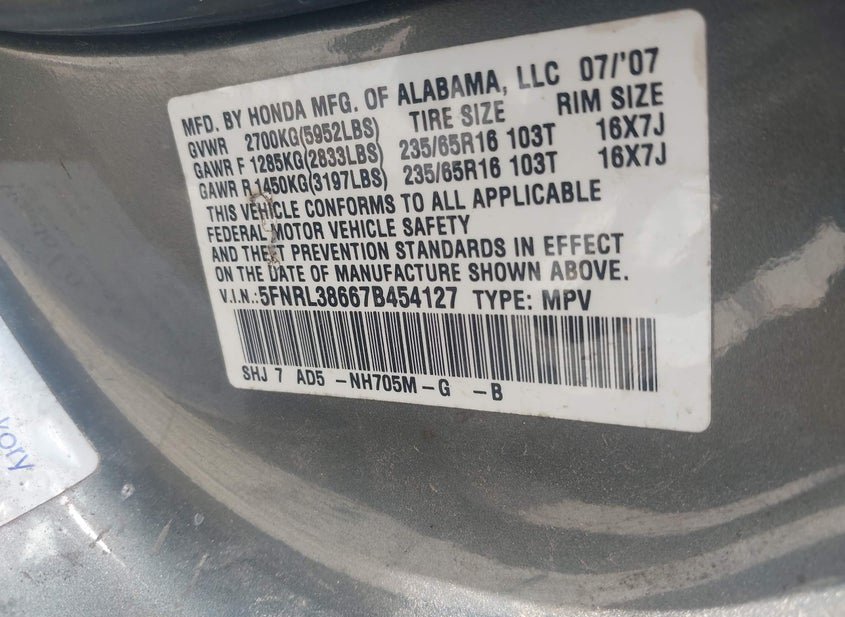 MFD. BY HONDA MFG. OF ALABAMA, LLC 07/'07
GVWR 2700KG(5952LBS) TIRE SIZE RIM SIZE
GAWR F 1285KG(2833LBS) 235/65R16 103T 16X7J
GAWR R 1450KG(3197LBS) 235/65R16 103T 16X7J
THIS VEHICLE CONFORMS TO ALL APPLICABLE
FEDERAL MOTOR VEHICLE SAFETY
AND THEFT PREVENTION STANDARDS IN EFFECT
ON THE DATE OF MANUFACTURE SHOWN ABOVE.
V.I.N.:5FNRL38667B454127 TYPE: MPV
SHJ 7 AD5 -NH705M-G -B